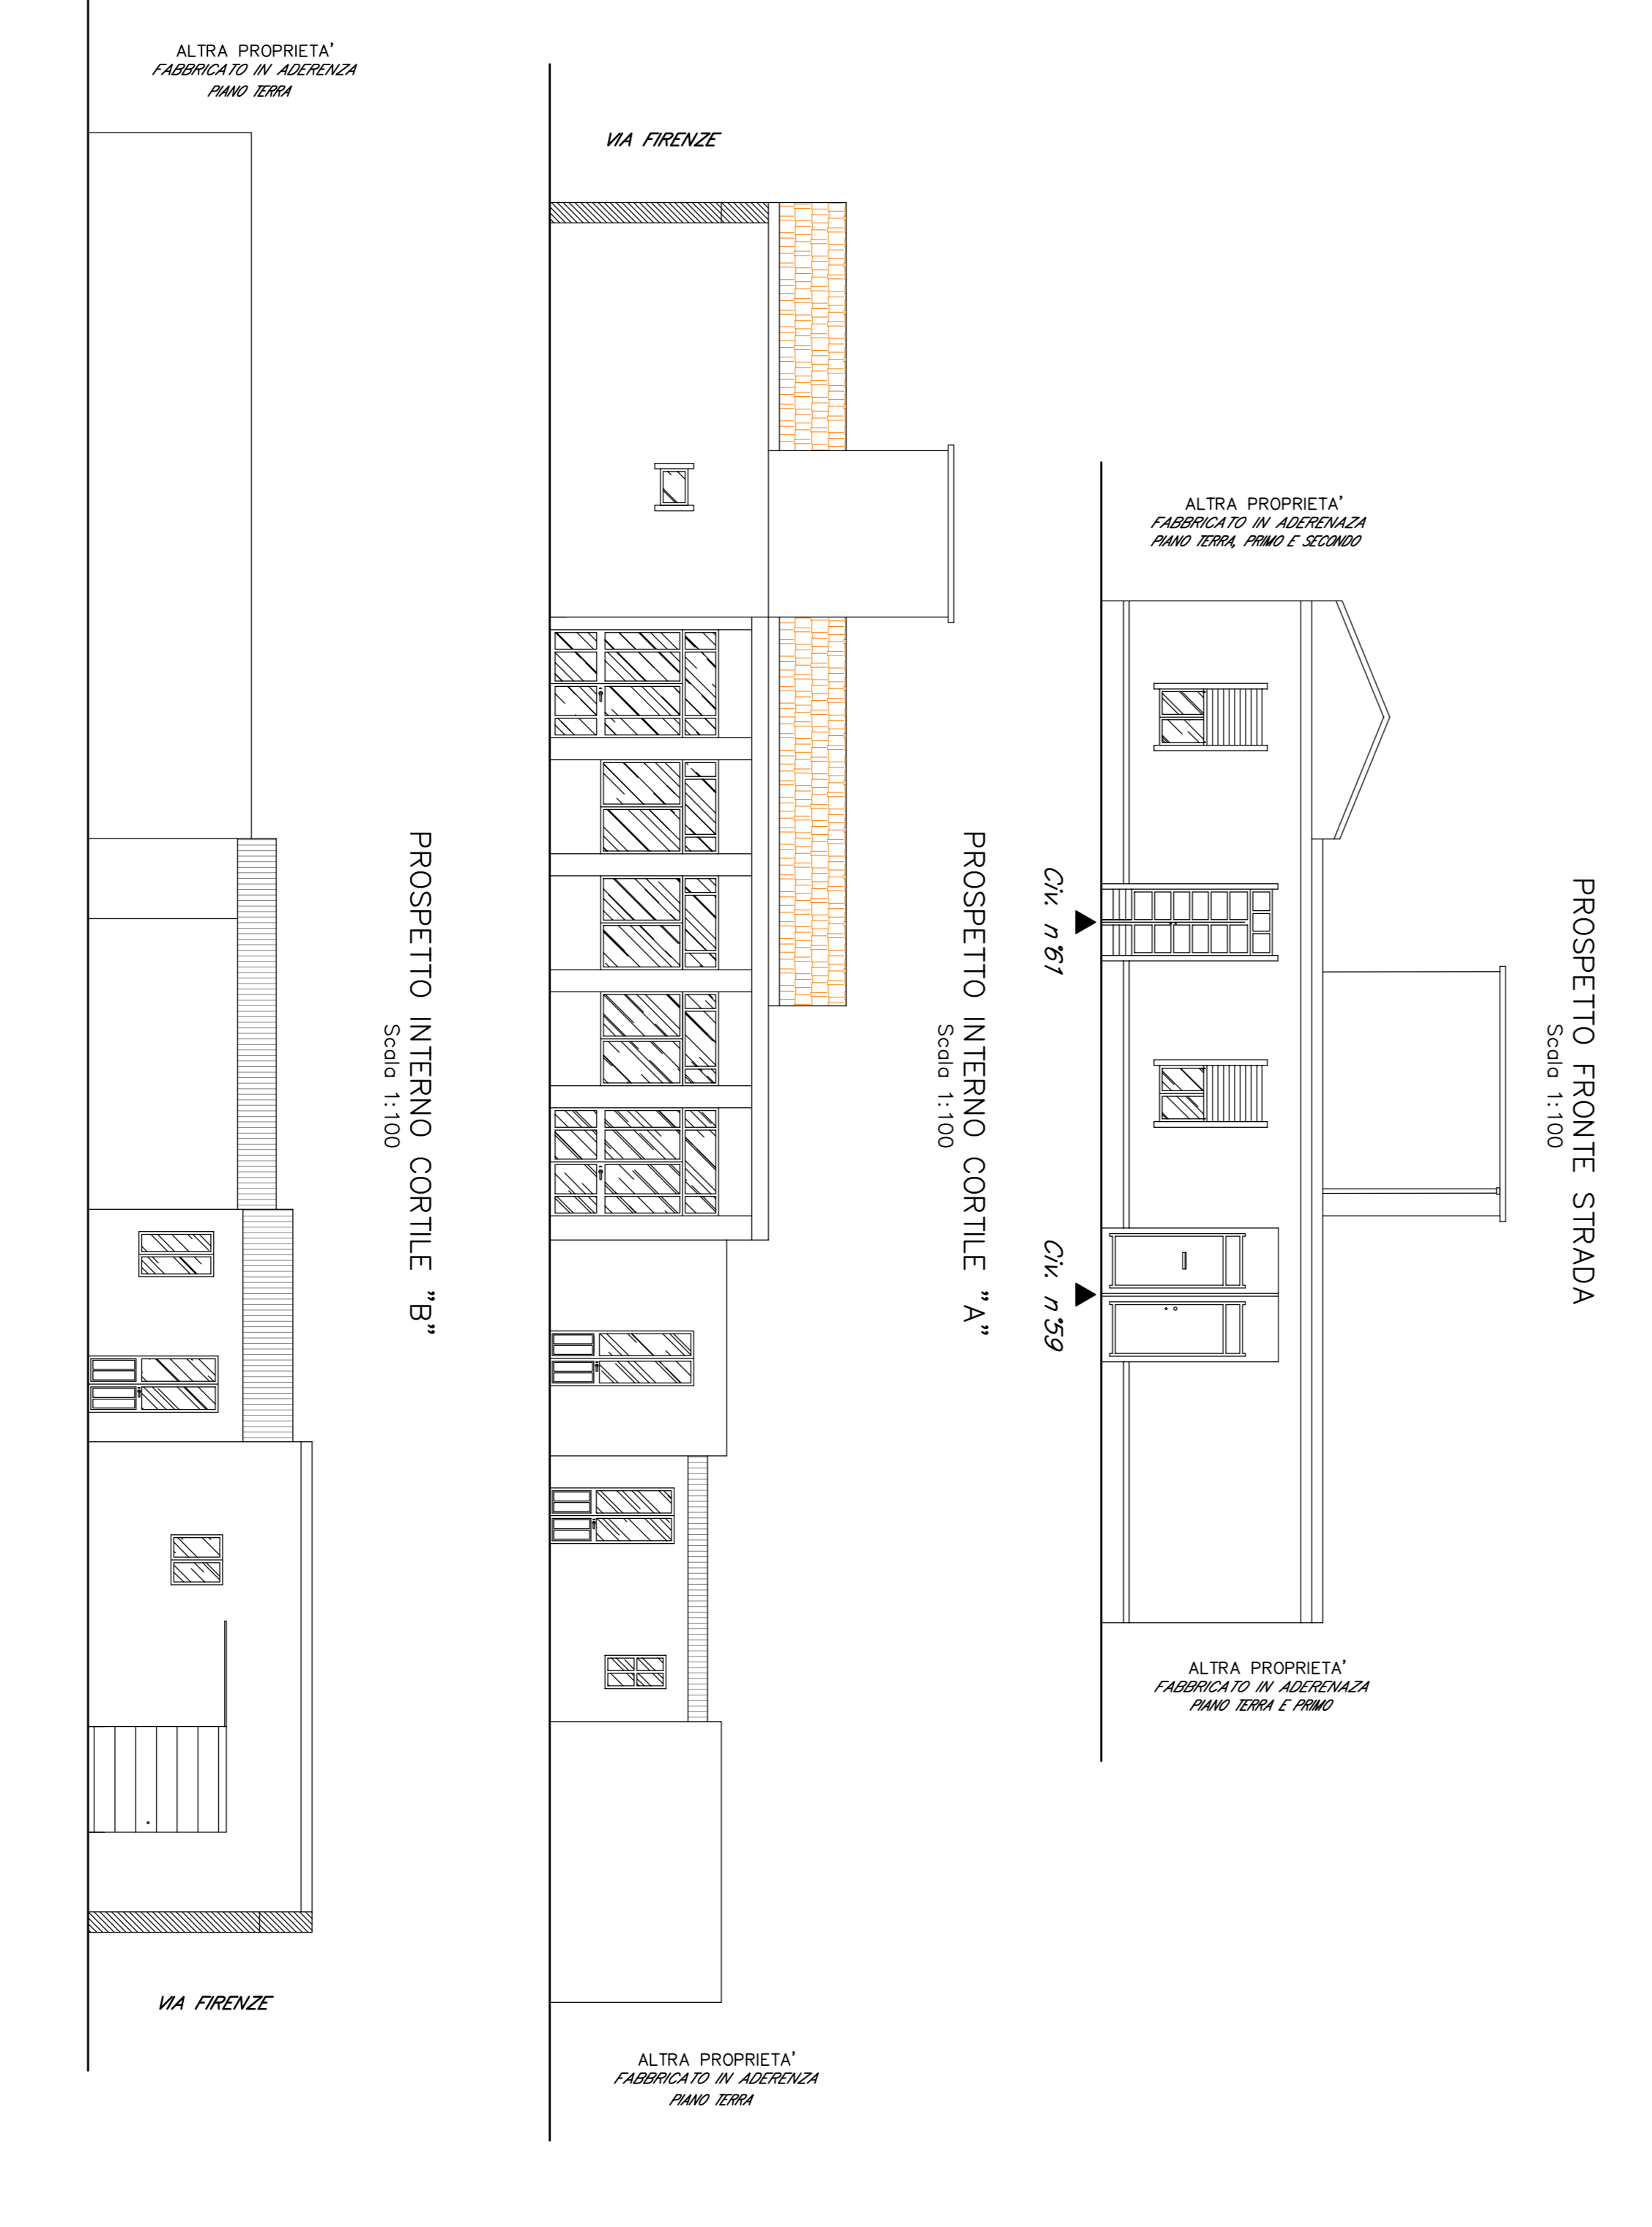 PROSPETTO FRONTE STRADA
Scala 1:100
ALTRA PROPRIETA'
FABBRICATO IN ADERENAZA
PIANO TERRA, PRIMO E SECONDO
Civ. n°61
Civ. n°59
ALTRA PROPRIETA'
FABBRICATO IN ADERENAZA
PIANO TERRA E PRIMO
PROSPETTO INTERNO CORTILE "A"
Scala 1:100
VIA FIRENZE
ALTRA PROPRIETA'
FABBRICATO IN ADERENZA
PIANO TERRA
PROSPETTO INTERNO CORTILE "B"
Scala 1:100
ALTRA PROPRIETA'
FABBRICATO IN ADERENZA
PIANO TERRA
VIA FIRENZE